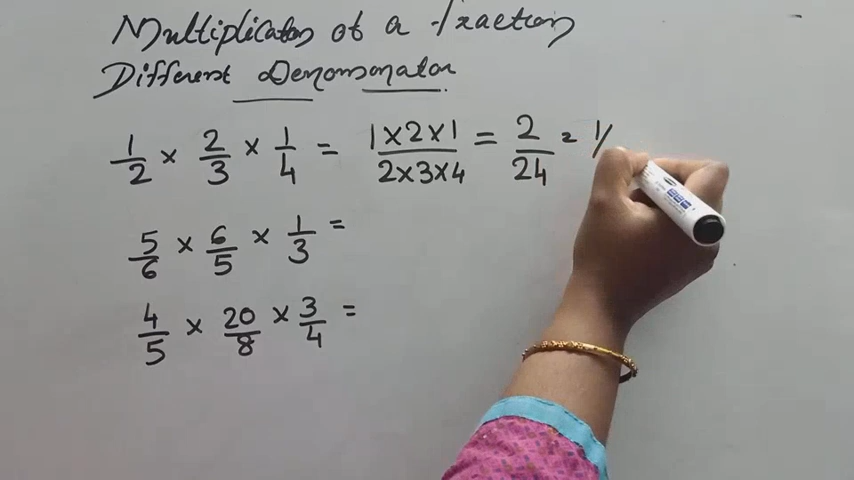 Multiplication of a fraction
Different Denomonator
1/2 × 2/3 × 1/4 = 1×2×1/2×3×4 = 2/24 = 1/
5/6 × 6/5 × 1/3 =
4/5 × 20/8 × 3/4 =